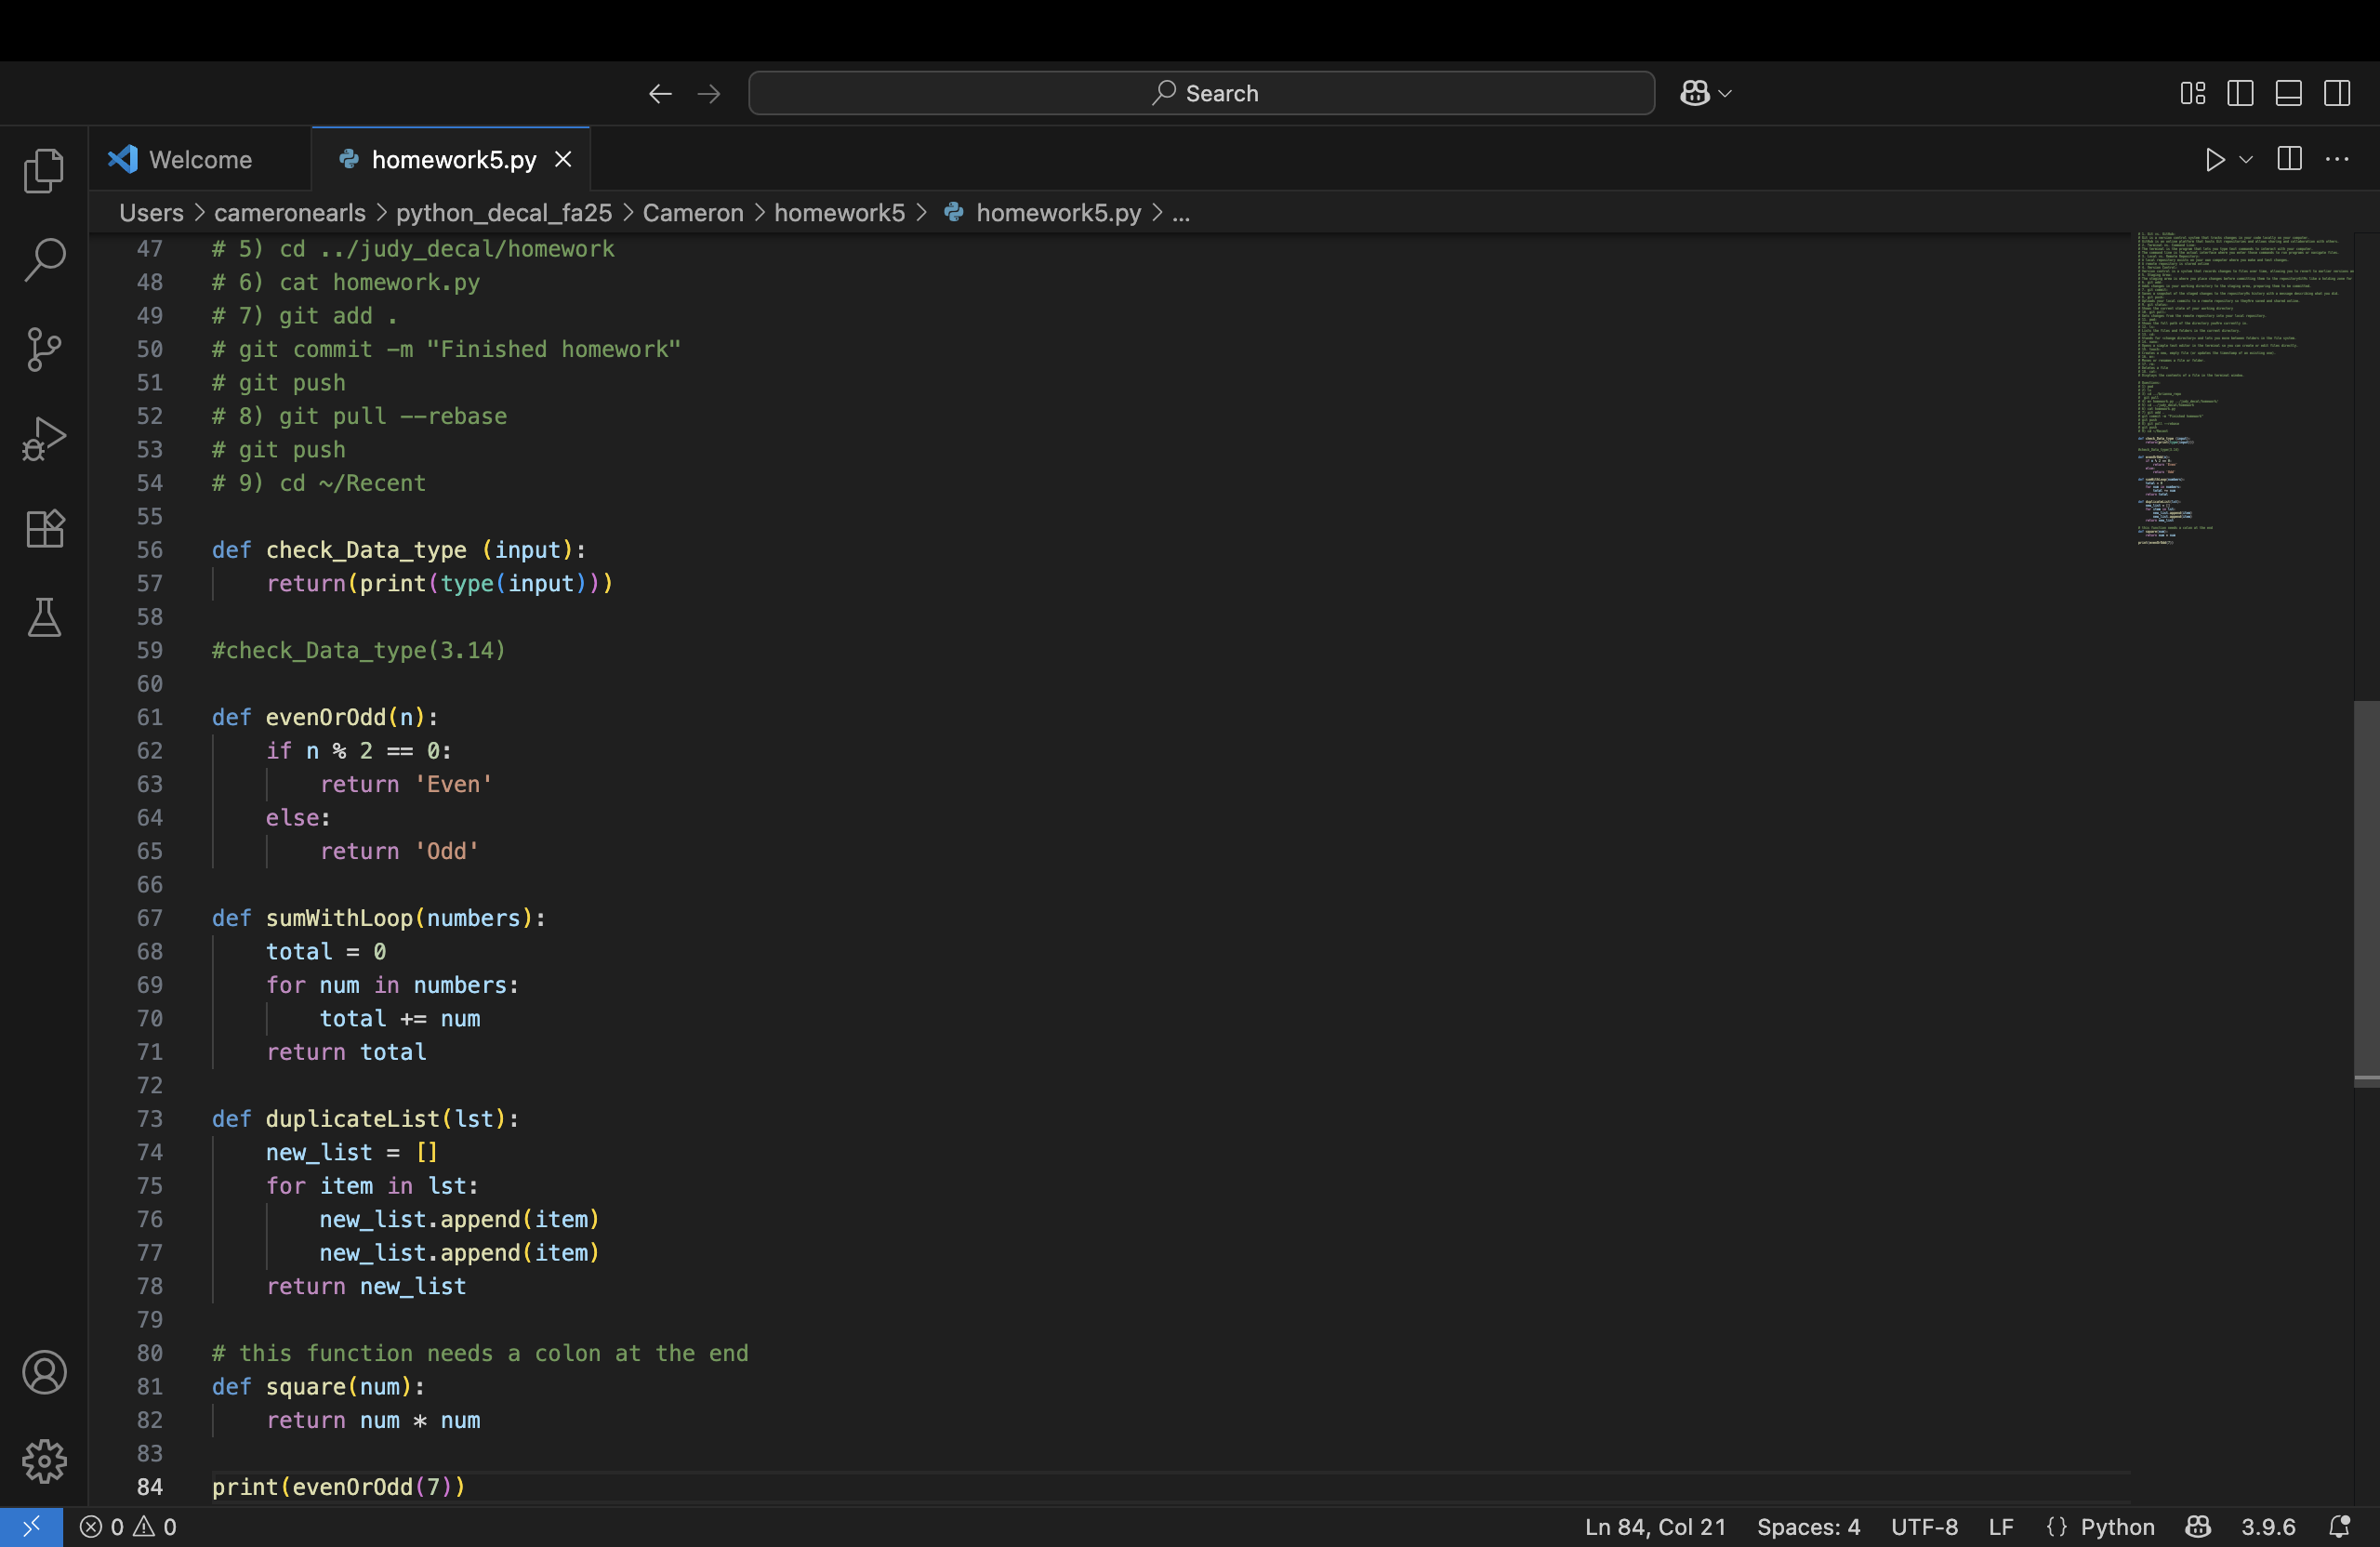 Search
Welcome
homework5.py
Users > cameronearls > python_decal_fa25 > Cameron > homework5 > homework5.py > ...
47 # 5) cd ../judy_decal/homework
48 # 6) cat homework.py
49 # 7) git add .
50 # git commit -m "Finished homework"
51 # git push
52 # 8) git pull --rebase
53 # git push
54 # 9) cd ~/Recent
55
56 def check_Data_type (input):
57     return(print(type(input)))
58
59 #check_Data_type(3.14)
60
61 def evenOrOdd(n):
62     if n % 2 == 0:
63         return 'Even'
64     else:
65         return 'Odd'
66
67 def sumWithLoop(numbers):
68     total = 0
69     for num in numbers:
70         total += num
71     return total
72
73 def duplicateList(lst):
74     new_list = []
75     for item in lst:
76         new_list.append(item)
77         new_list.append(item)
78     return new_list
79
80 # this function needs a colon at the end
81 def square(num):
82     return num * num
83
84 print(evenOrOdd(7))
0 0 Ln 84, Col 21 Spaces: 4 UTF-8 LF {} Python 3.9.6